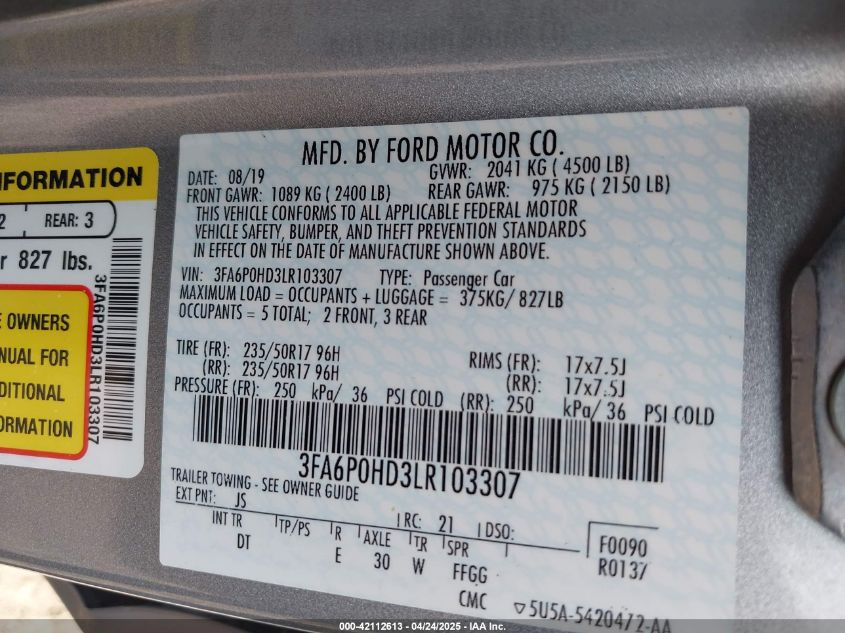 NFORMATION
2 REAR: 3
r 827 lbs.
E OWNERS
NUAL FOR
DITIONAL
ORMATION
3FA6P0HD3LR103307
MFD. BY FORD MOTOR CO.
DATE: 08/19 GVWR: 2041 KG ( 4500 LB)
FRONT GAWR: 1089 KG ( 2400 LB) REAR GAWR: 975 KG ( 2150 LB)
THIS VEHICLE CONFORMS TO ALL APPLICABLE FEDERAL MOTOR
VEHICLE SAFETY, BUMPER, AND THEFT PREVENTION STANDARDS
IN EFFECT ON THE DATE OF MANUFACTURE SHOWN ABOVE.
VIN: 3FA6P0HD3LR103307 TYPE: Passenger Car
MAXIMUM LOAD = OCCUPANTS + LUGGAGE = 375KG/ 827LB
OCCUPANTS = 5 TOTAL; 2 FRONT, 3 REAR
TIRE (FR): 235/50R17 96H RIMS (FR): 17x7.5J
(RR): 235/50R17 96H (RR): 17x7.5J
PRESSURE (FR): 250 kPa/ 36 PSI COLD (RR): 250 kPa/ 36 PSI COLD
3FA6P0HD3LR103307
TRAILER TOWING - SEE OWNER GUIDE
EXT PNT: JS RC: 21 DSO:
INT TR TP/PS R AXLE TR SPR F0090
DT E 30 W FFGG R0137
CMC ▽5U5A-5420472-AA
000-42112613 - 04/24/2025 - IAA Inc.